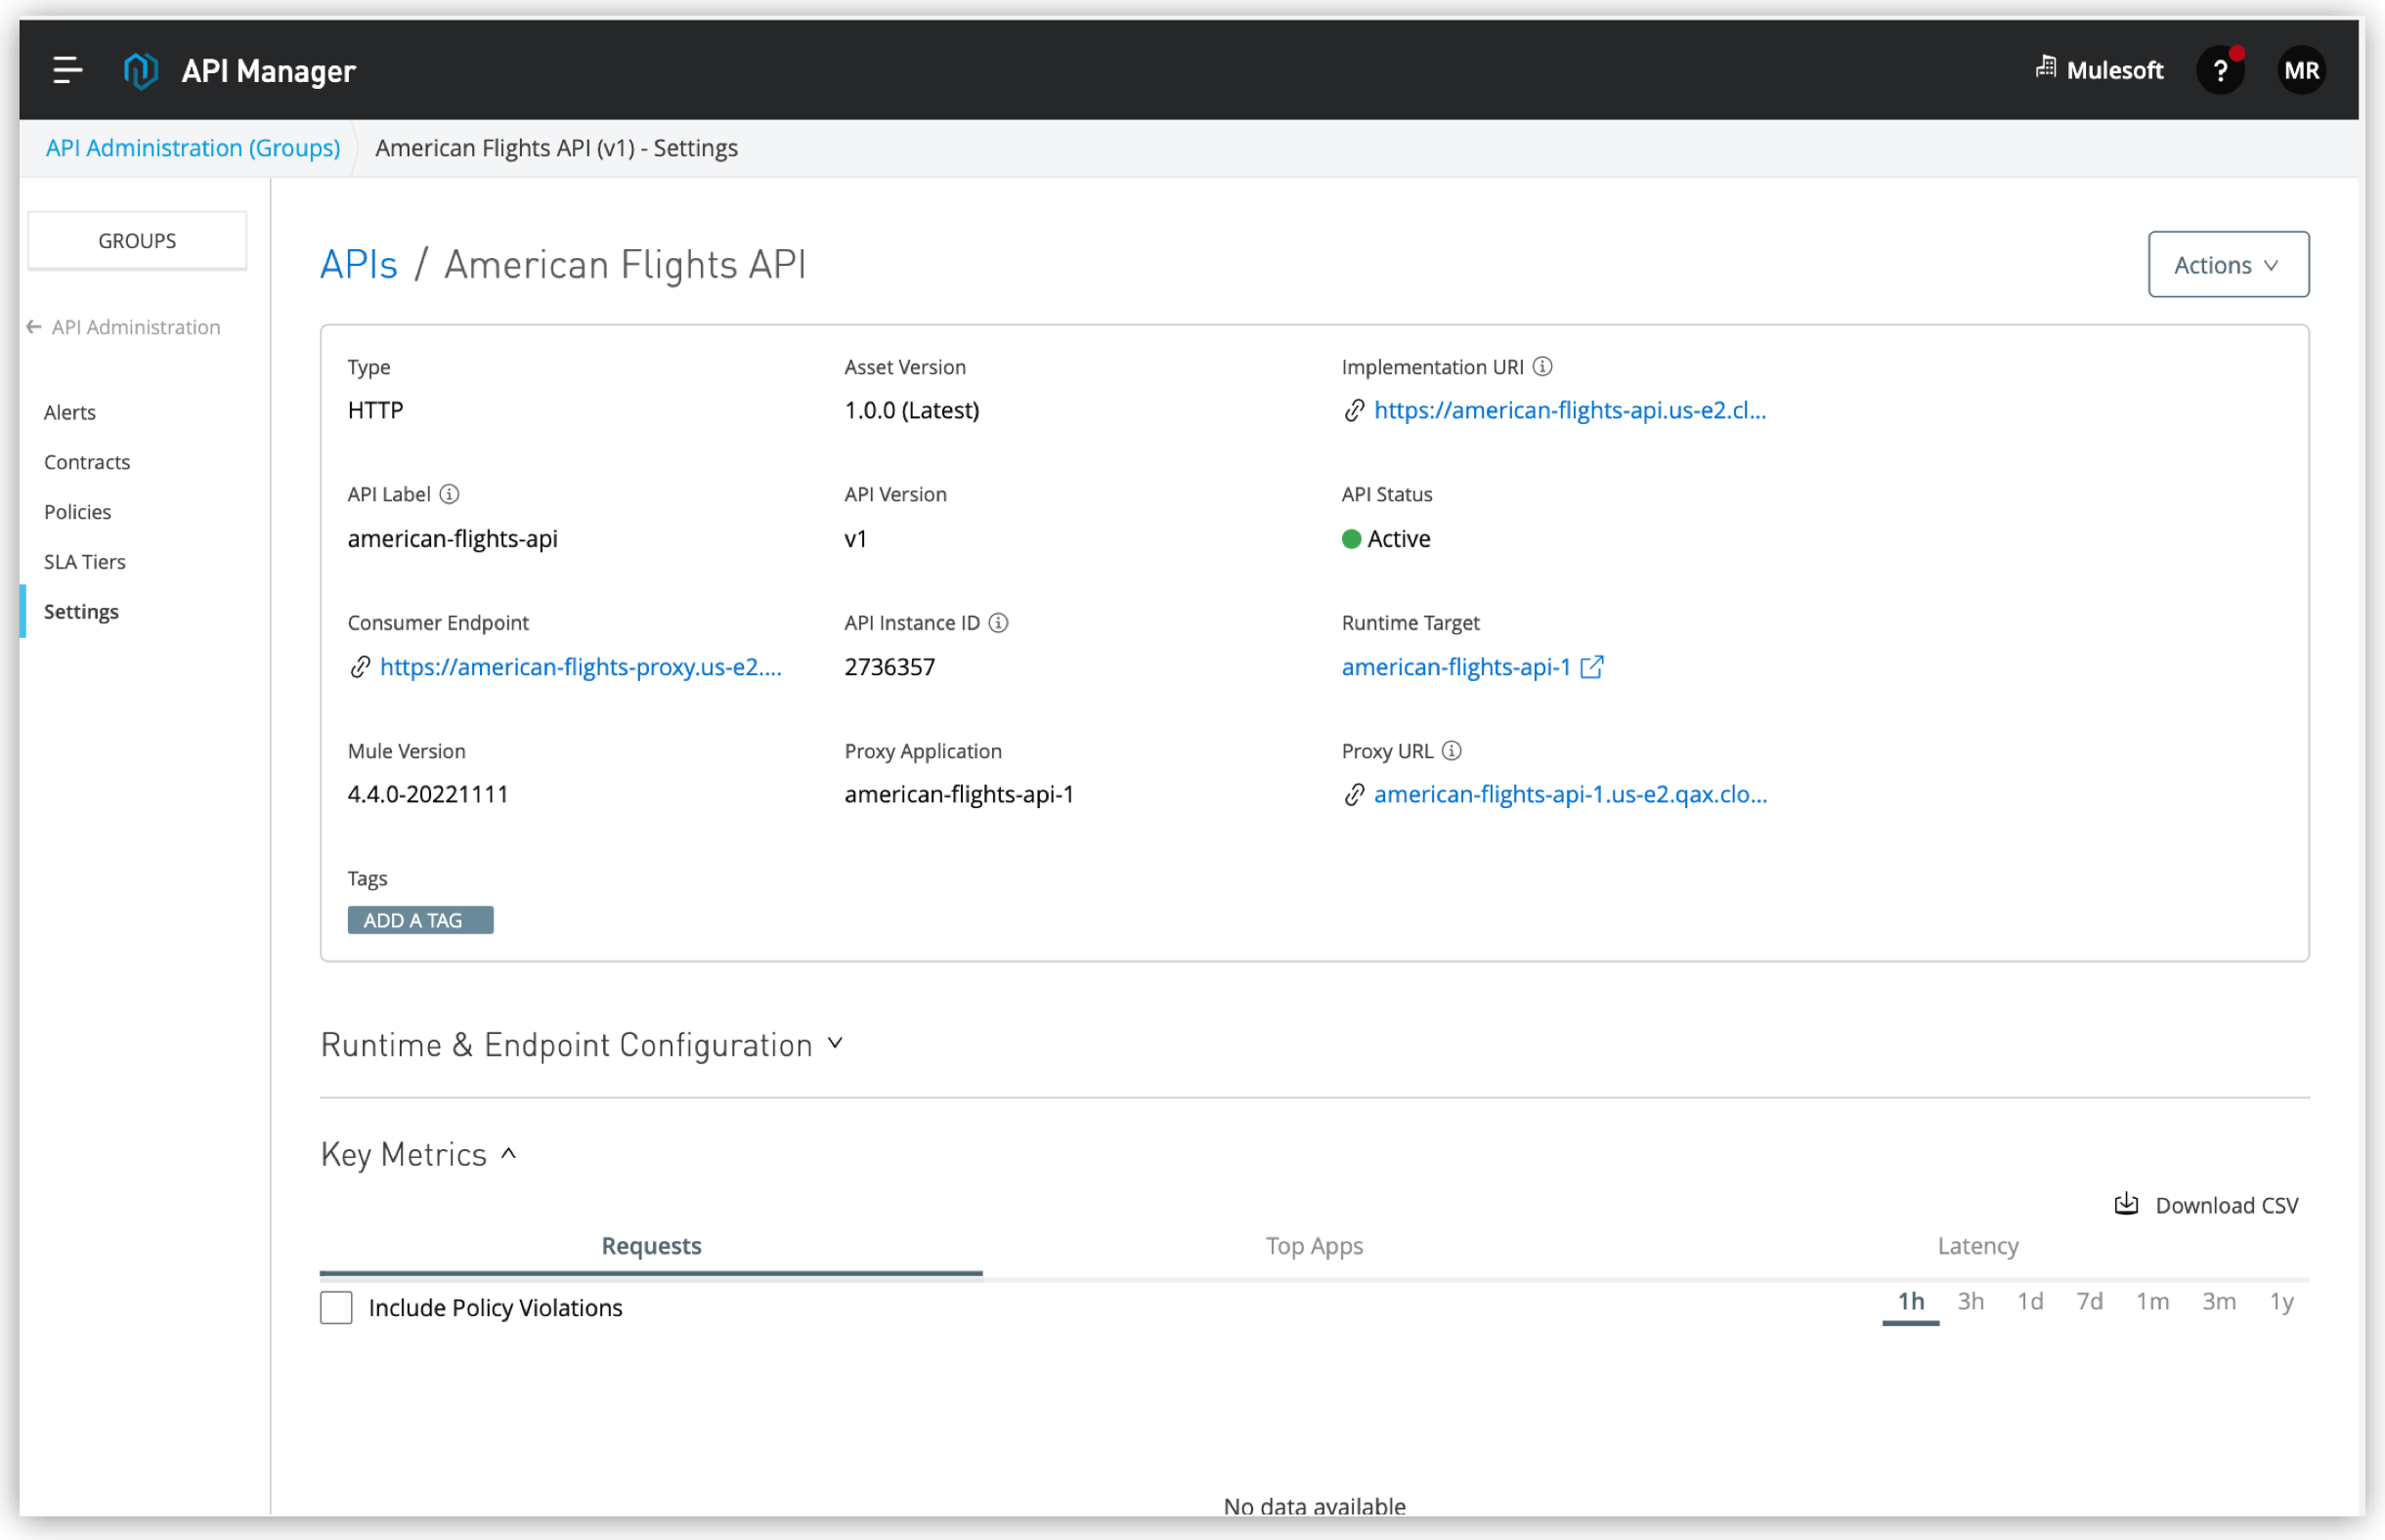 API Manager
Mulesoft
?
MR
API Administration (Groups)
American Flights API (v1) - Settings
GROUPS
API Administration
Alerts
Contracts
Policies
SLA Tiers
Settings
APIs / American Flights API
Actions
Type
HTTP
Asset Version
1.0.0 (Latest)
Implementation URI
https://american-flights-api.us-e2.cl...
API Label
american-flights-api
API Version
v1
API Status
Active
Consumer Endpoint
https://american-flights-proxy.us-e2....
API Instance ID
2736357
Runtime Target
american-flights-api-1
Mule Version
4.4.0-20221111
Proxy Application
american-flights-api-1
Proxy URL
american-flights-api-1.us-e2.qax.clo...
Tags
ADD A TAG
Runtime & Endpoint Configuration
Key Metrics
Download CSV
Requests
Top Apps
Latency
Include Policy Violations
1h 3h 1d 7d 1m 3m 1y
No data available